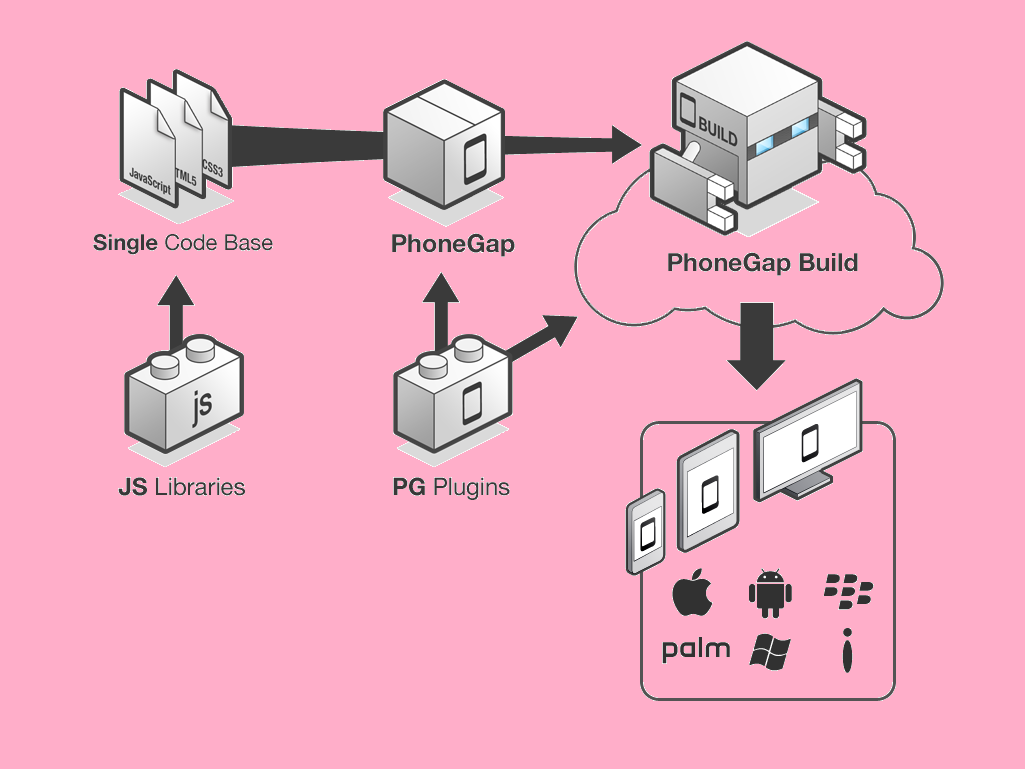 JavaScript
TML5
CSS3
BUILD
Single Code Base
PhoneGap
PhoneGap Build
js
JS Libraries
PG Plugins
palm